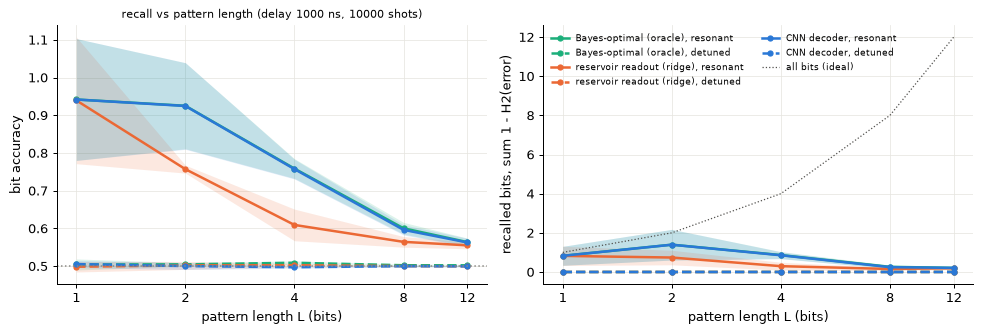 recall vs pattern length (delay 1000 ns, 10000 shots)
bit accuracy
1.1
1.0
0.9
0.8
0.7
0.6
0.5
1
2
4
8
12
pattern length L (bits)
recalled bits, sum 1 - H2(error)
12
10
8
6
4
2
0
Bayes-optimal (oracle), resonant
Bayes-optimal (oracle), detuned
reservoir readout (ridge), resonant
reservoir readout (ridge), detuned
CNN decoder, resonant
CNN decoder, detuned
all bits (ideal)
1
2
4
8
12
pattern length L (bits)